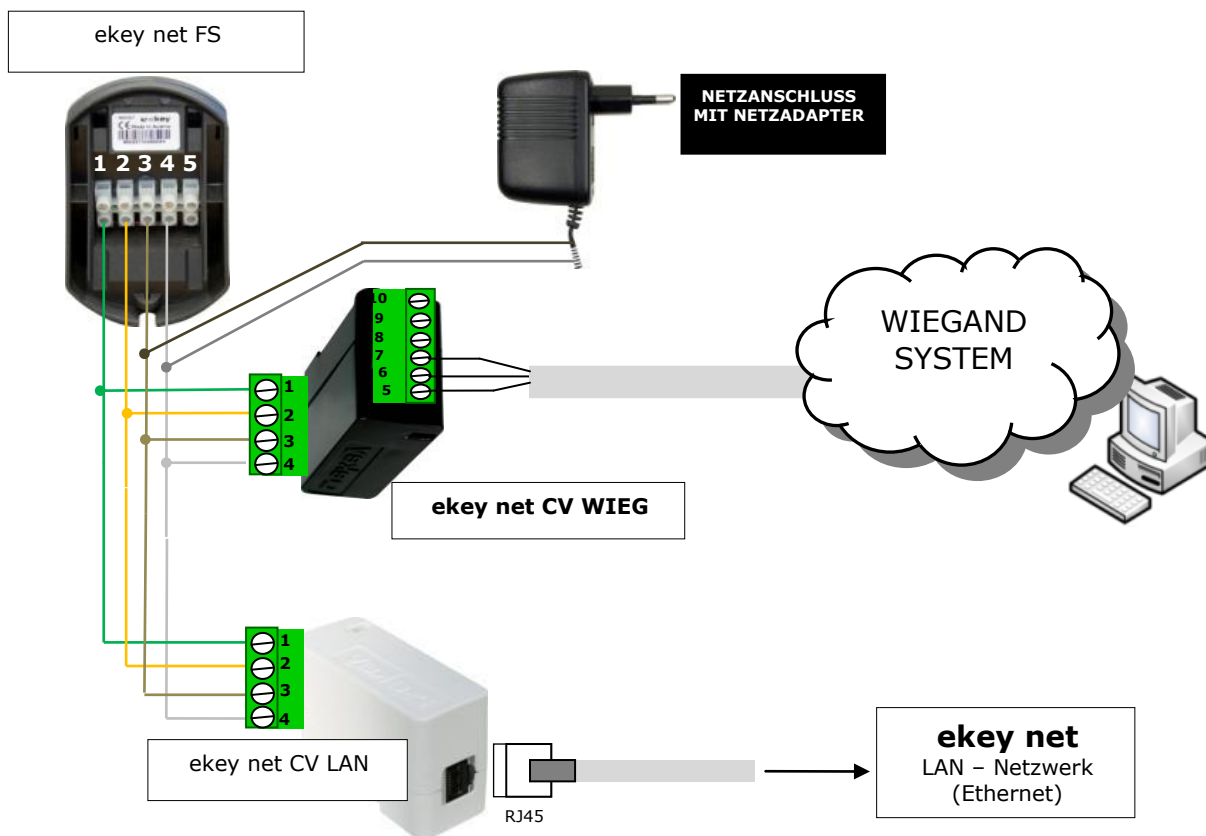 ekey net FS
NETZANSCHLUSS
MIT NETZADAPTER
1 2 3 4 5
10
9
8
7
6
5
WIEGAND
SYSTEM
1
2
3
4
ekey net CV WIEG
1
2
3
4
ekey net CV LAN
RJ45
ekey net
LAN – Netzwerk
(Ethernet)